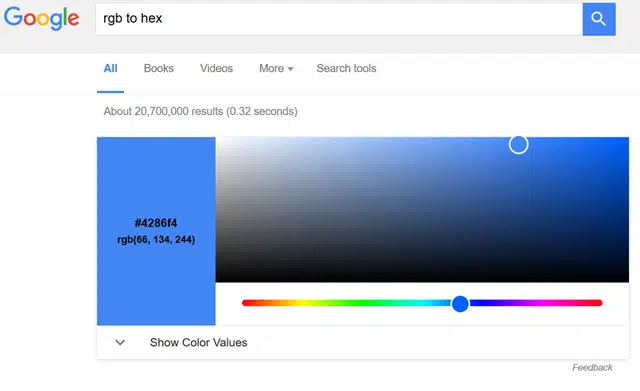 Google
rgb to hex
All Books Videos More Search tools
About 20,700,000 results (0.32 seconds)
#4286f4
rgb(66, 134, 244)
Show Color Values
Feedback